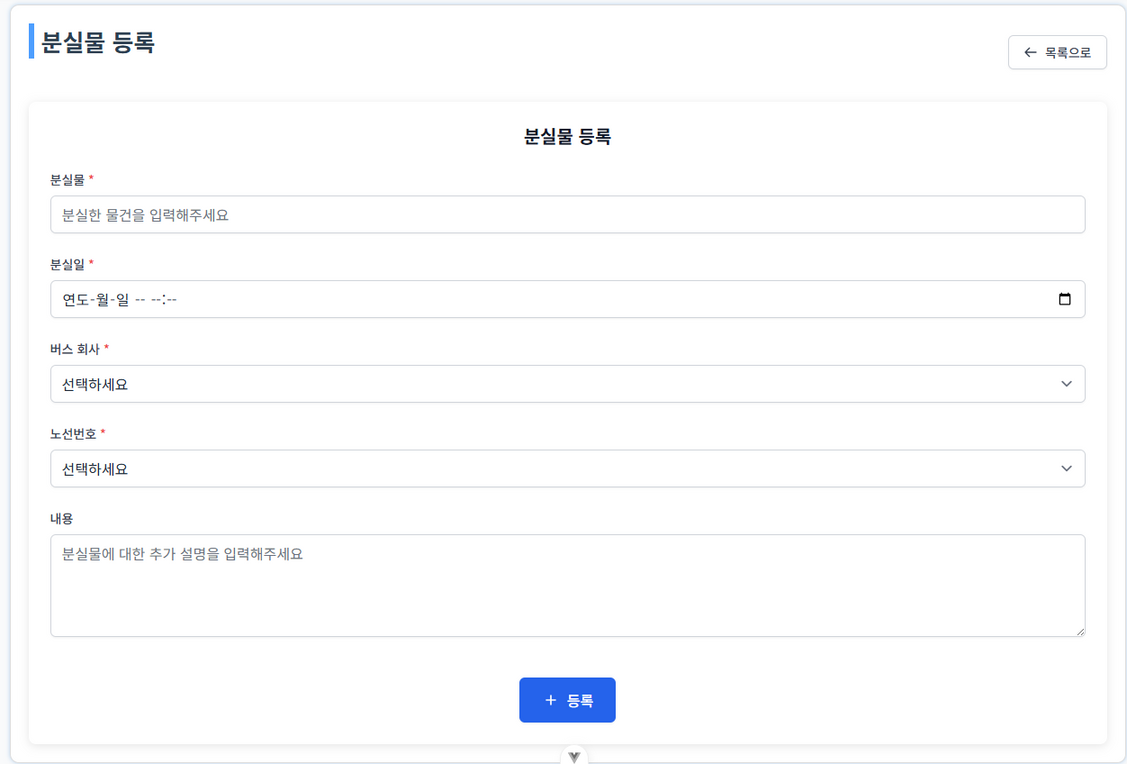 분실물 등록
← 목록으로
분실물 등록
분실물 *
분실한 물건을 입력해주세요
분실일 *
연도-월-일 -- --:--
버스 회사 *
선택하세요
노선번호 *
선택하세요
내용
분실물에 대한 추가 설명을 입력해주세요
+ 등록